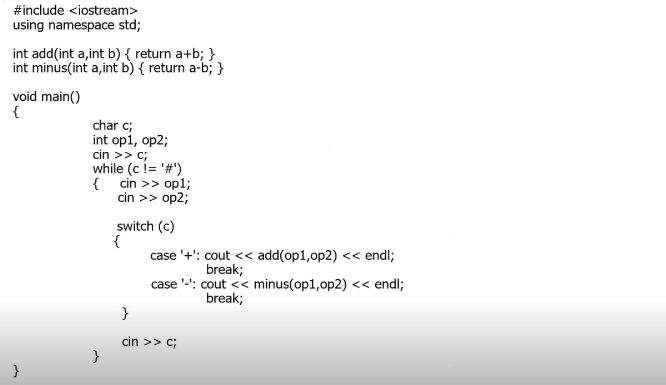 #include <iostream>
using namespace std;
int add(int a,int b) { return a+b; }
int minus(int a,int b) { return a-b; }
void main()
{
char c;
int op1, op2;
cin >> c;
while (c != '#')
{ cin >> op1;
cin >> op2;
switch (c)
{
case '+': cout << add(op1,op2) << endl;
break;
case '-': cout << minus(op1,op2) << endl;
break;
}
cin >> c;
}
}